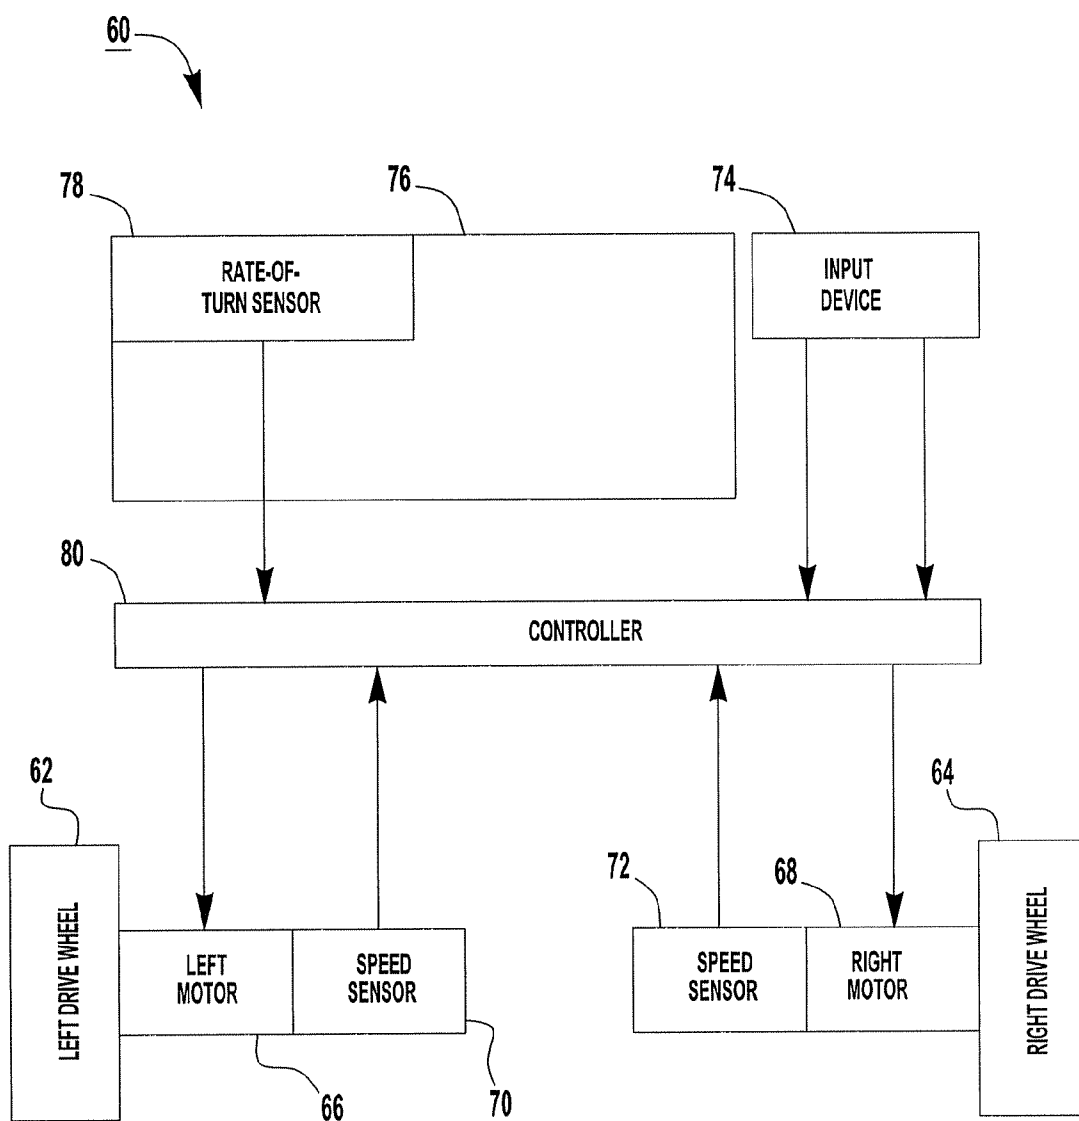 60
78
76
74
RATE-OF-
TURN SENSOR
INPUT
DEVICE
80
CONTROLLER
62
64
72
68
LEFT DRIVE WHEEL
LEFT
MOTOR
SPEED
SENSOR
SPEED
SENSOR
RIGHT
MOTOR
RIGHT DRIVE WHEEL
66
70